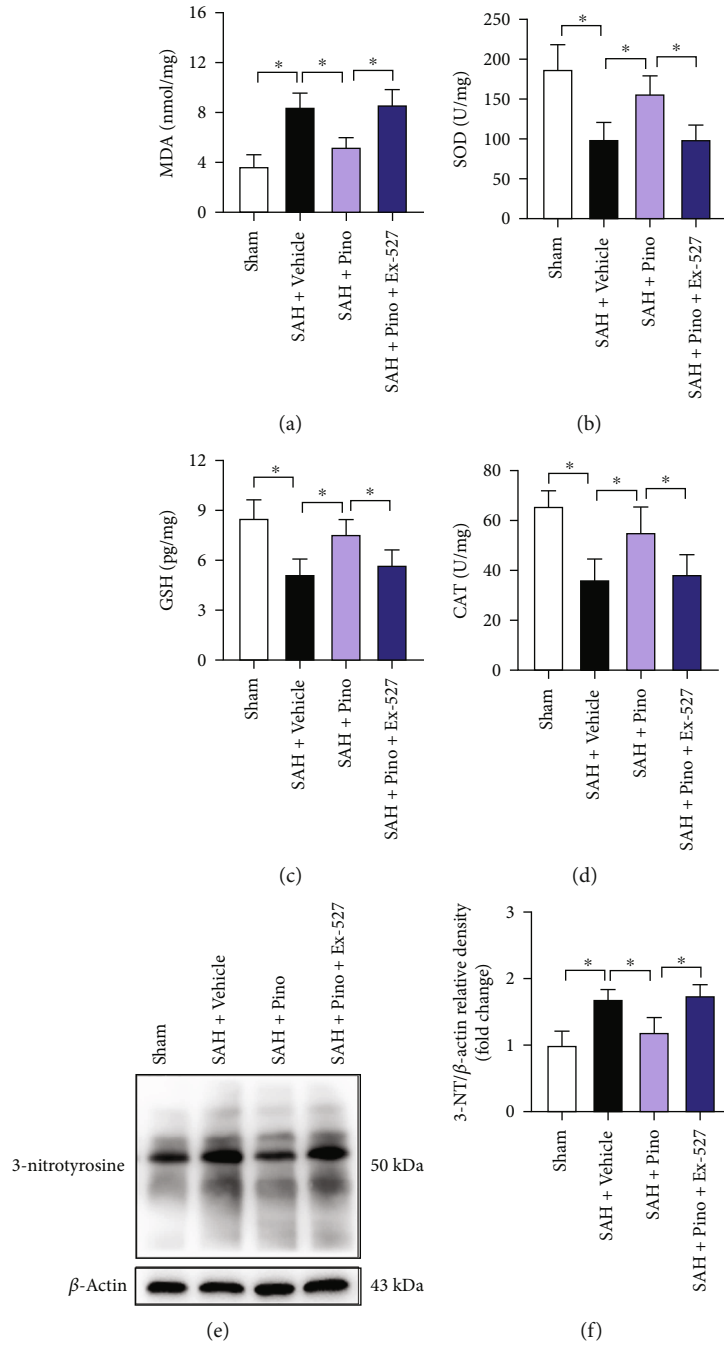 16
12
8
4
0
MDA (nmol/mg)
*
*
*
Sham
SAH + Vehicle
SAH + Pino
SAH + Pino + Ex-527
(a)
250
200
150
100
50
0
SOD (U/mg)
*
*
*
Sham
SAH + Vehicle
SAH + Pino
SAH + Pino + Ex-527
(b)
12
9
6
3
0
GSH (pg/mg)
*
*
*
Sham
SAH + Vehicle
SAH + Pino
SAH + Pino + Ex-527
(c)
80
60
40
20
0
CAT (U/mg)
*
*
*
Sham
SAH + Vehicle
SAH + Pino
SAH + Pino + Ex-527
(d)
Sham
SAH + Vehicle
SAH + Pino
SAH + Pino + Ex-527
3-nitrotyrosine
50 kDa
β-Actin
43 kDa
(e)
3
2
1
0
3-NT/β-actin relative density
(fold change)
*
*
*
Sham
SAH + Vehicle
SAH + Pino
SAH + Pino + Ex-527
(f)